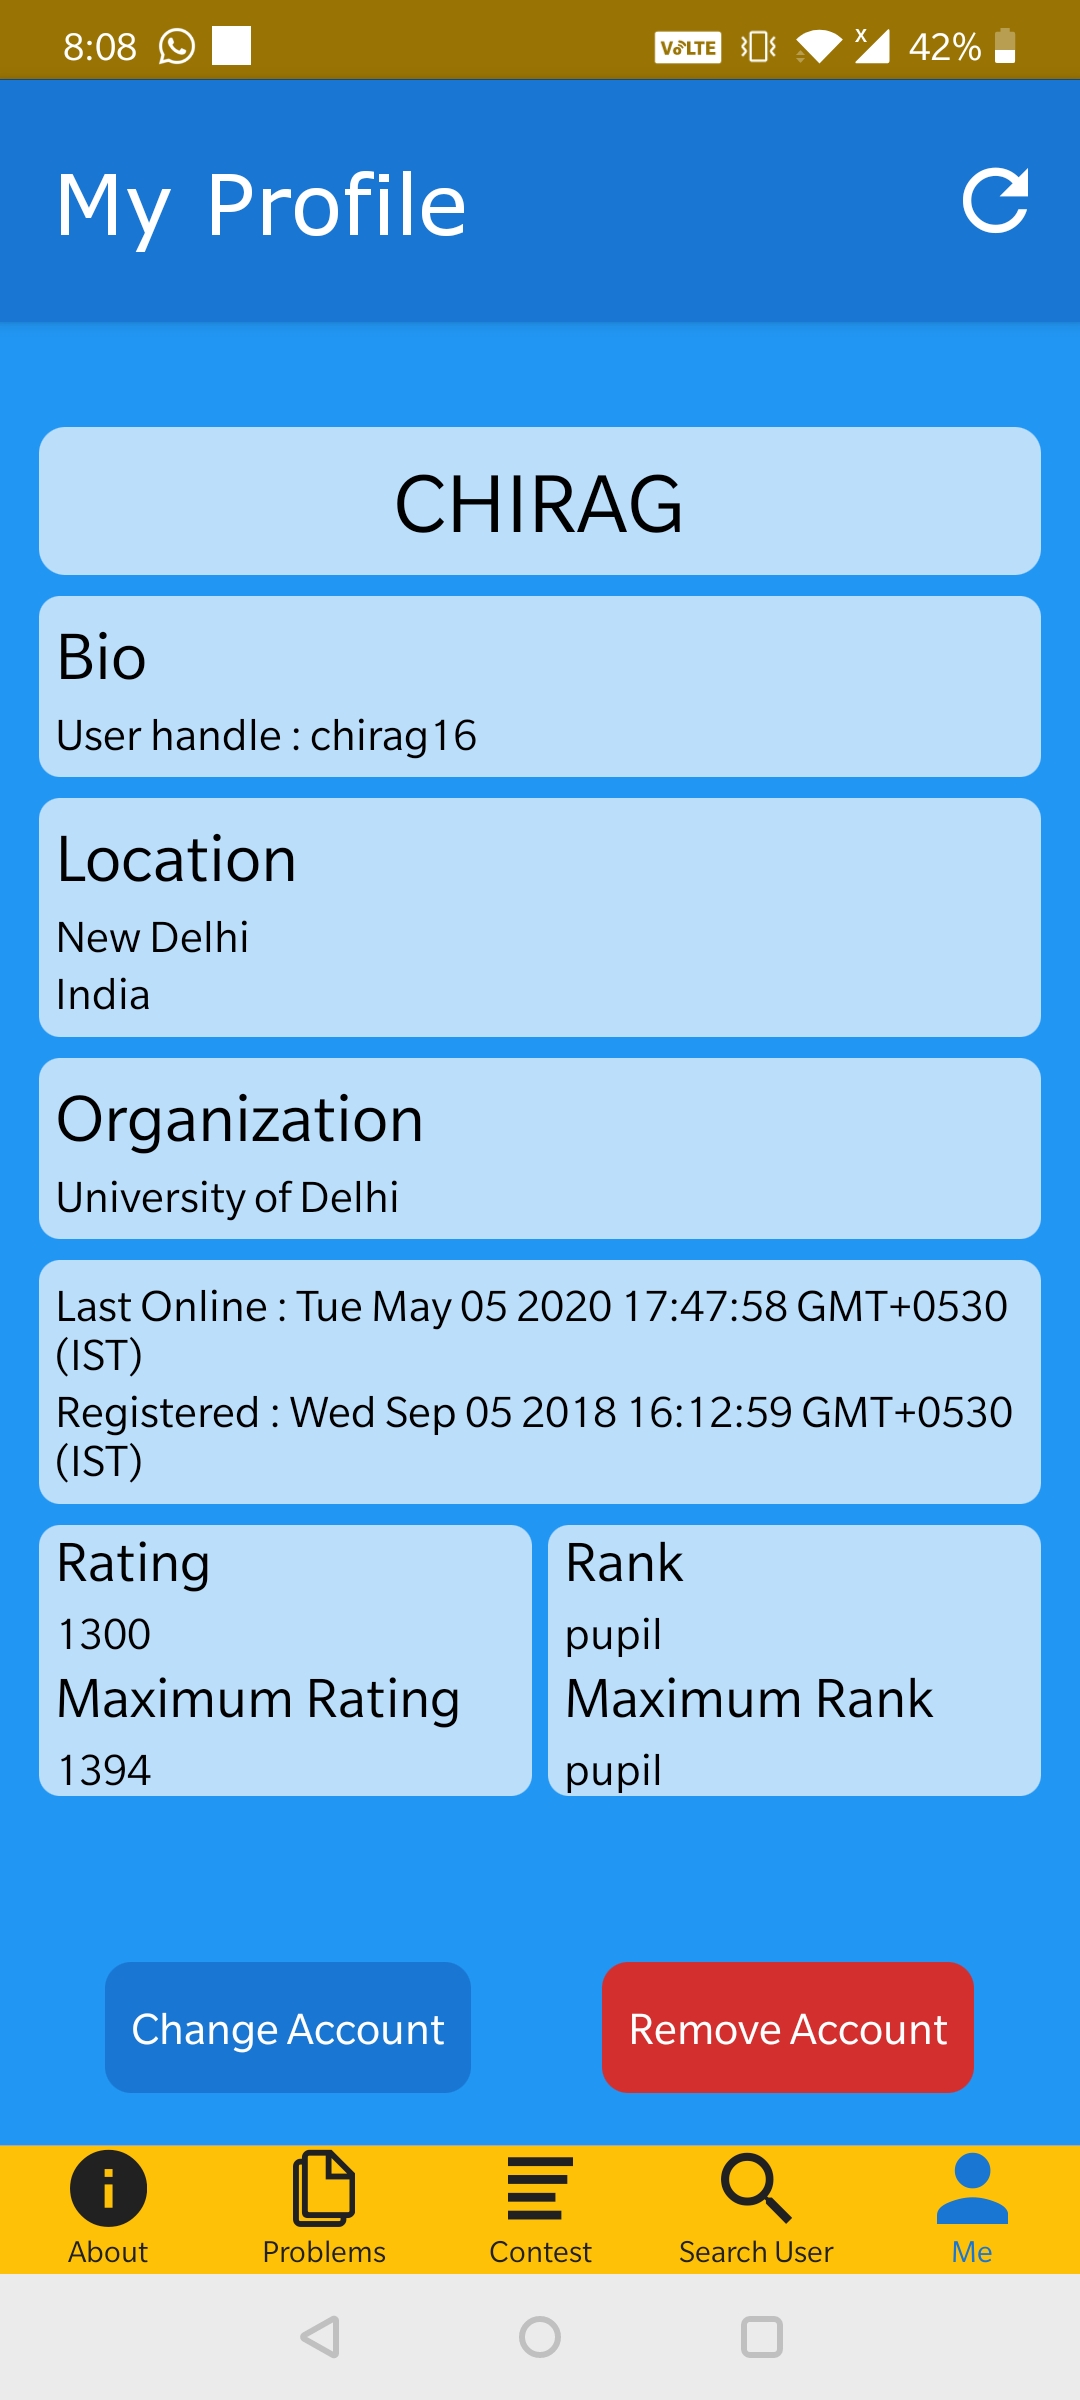 8:08
VoLTE
X
42%
My Profile
CHIRAG
Bio
User handle : chirag16
Location
New Delhi
India
Organization
University of Delhi
Last Online : Tue May 05 2020 17:47:58 GMT+0530
(IST)
Registered : Wed Sep 05 2018 16:12:59 GMT+0530
(IST)
Rating
1300
Maximum Rating
1394
Rank
pupil
Maximum Rank
pupil
Change Account
Remove Account
About
Problems
Contest
Search User
Me